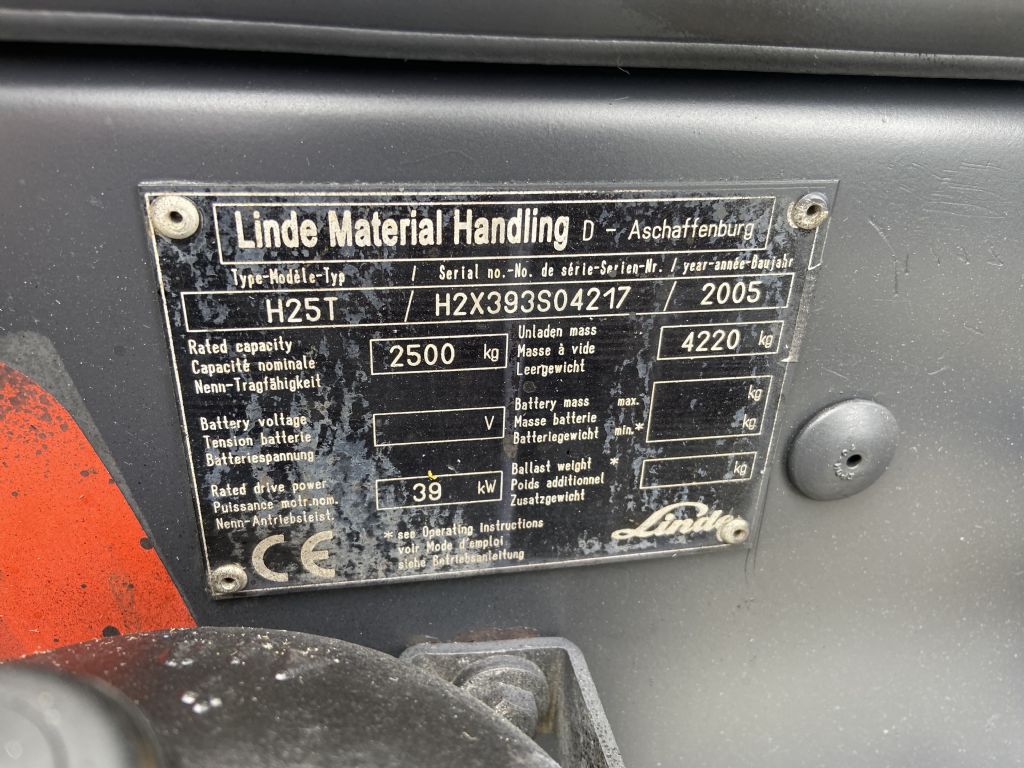 Linde Material Handling D - Aschaffenburg
Type-Modèle-Typ / Serial no.-No. de série-Serien-Nr. / year-année-Baujahr
H25T / H2X393S04217 / 2005
Rated capacity
Capacité nominale
Nenn-Tragfähigkeit
2500 kg
Unladen mass
Masse à vide
Leergewicht
4220 kg
Battery voltage
Tension batterie
Batteriespannung
V
Battery mass max.
Masse batterie
Batteriegewicht min.*
kg
kg
Rated drive power
Puissance motr.nom.
Nenn-Antriebsleist.
39 kW
Ballast weight *
Poids additionnel
Zusatzgewicht
kg
CE
* see Operating Instructions
voir Mode d'emploi
siehe Betriebsanleitung
Linde